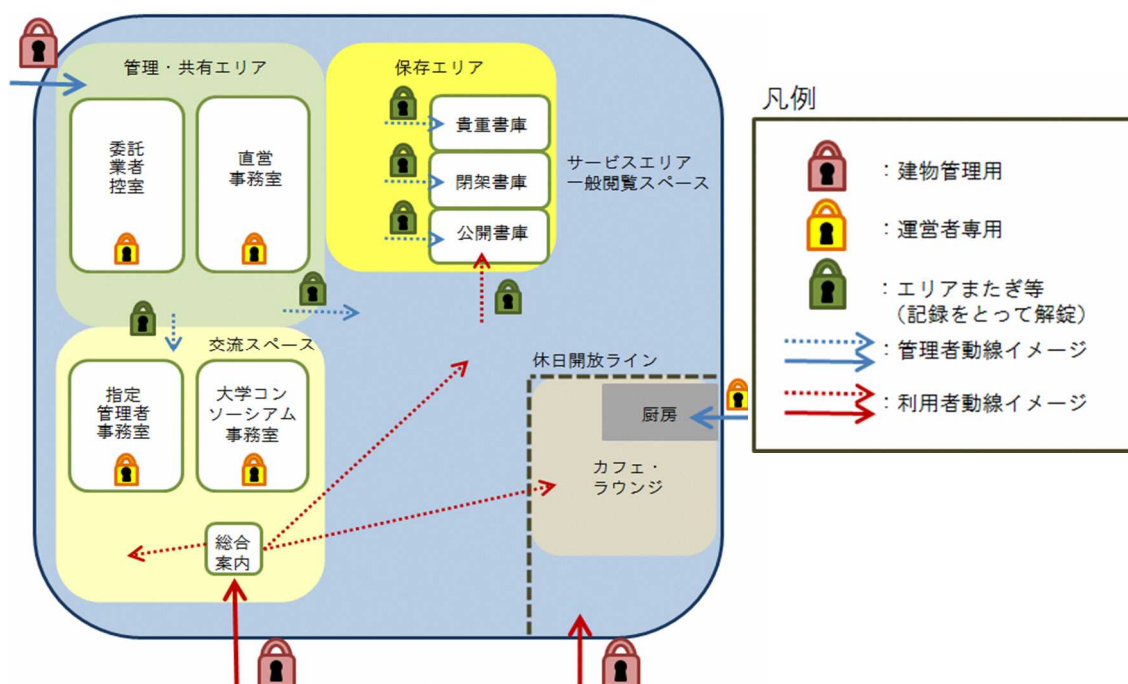 管理・共有エリア
委託
業者
控室
直営
事務室
保存エリア
貴重書庫
閉架書庫
公開書庫
サービスエリア
一般閲覧スペース
交流スペース
指定
管理者
事務室
大学コン
ソーシアム
事務室
総合
案内
休日開放ライン
厨房
カフェ・
ラウンジ
凡例
：建物管理用
：運営者専用
：エリアまたぎ等
（記録をとって解錠）
：管理者動線イメージ
：利用者動線イメージ